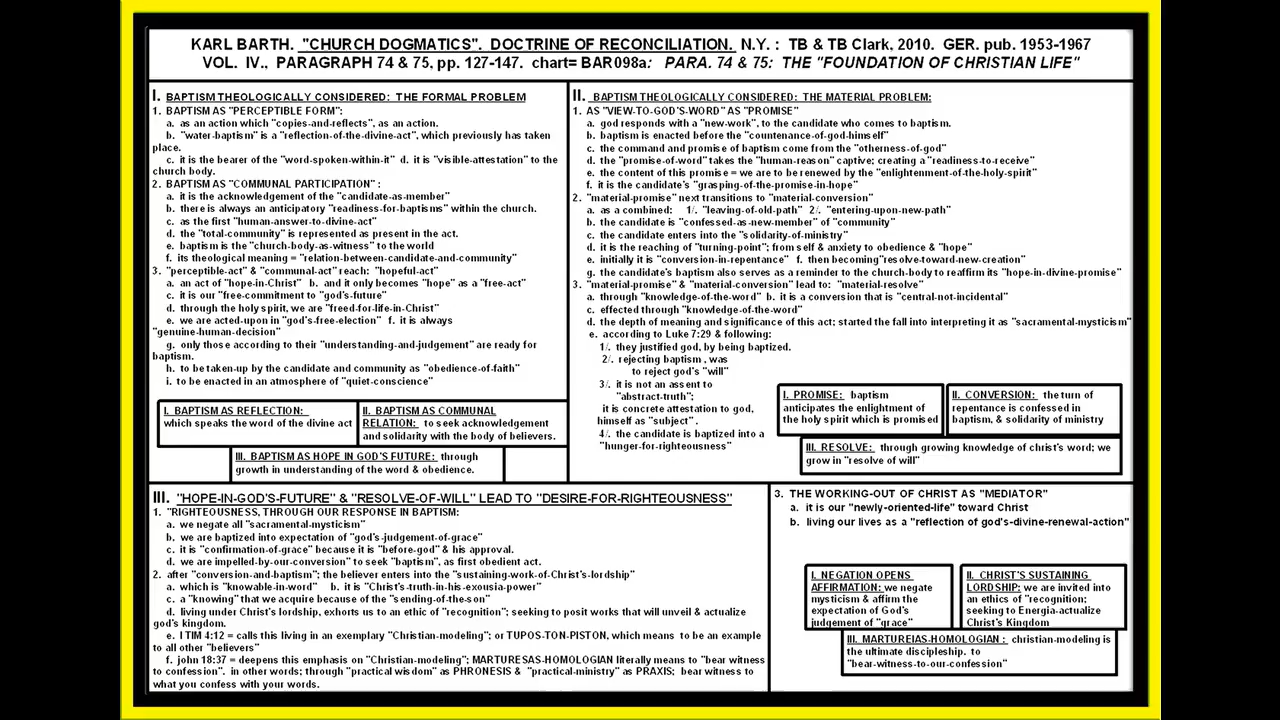 KARL BARTH. "CHURCH DOGMATICS". DOCTRINE OF RECONCILIATION. N.Y. : TB & TB Clark, 2010. GER. pub. 1953-1967
VOL. IV., PARAGRAPH 74 & 75, pp. 127-147. chart= BAR098a: PARA. 74 & 75: THE "FOUNDATION OF CHRISTIAN LIFE"
I. BAPTISM THEOLOGICALLY CONSIDERED: THE FORMAL PROBLEM
1. BAPTISM AS "PERCEPTIBLE FORM":
a. as an action which "copies-and-reflects", as an action.
b. "water-baptism" is a "reflection-of-the-divine-act", which previously has taken
place.
c. it is the bearer of the "word-spoken-within-it" d. it is "visible-attestation" to the
church body.
2. BAPTISM AS "COMMUNAL PARTICIPATION" :
a. it is the acknowledgement of the "candidate-as-member"
b. there is always an anticipatory "readiness-for-baptisms" within the church.
c. as the first "human-answer-to-divine-act"
d. the "total-community" is represented as present in the act.
e. baptism is the "church-body-as-witness" to the world
f. its theological meaning = "relation-between-candidate-and-community"
3. "perceptible-act" & "communal-act" reach: "hopeful-act"
a. an act of "hope-in-Christ" b. and it only becomes "hope" as a "free-act"
c. it is our "free-commitment" to "god's-future"
d. through the holy spirit, we are "freed-for-life-in-Christ"
e. we are acted-upon in "god's-free-election" f. it is always
"genuine-human-decision"
g. only those according to their "understanding-and-judgement" are ready for
baptism.
h. to be taken-up by the candidate and community as "obedience-of-faith"
i. to be enacted in an atmosphere of "quiet-conscience"
I. BAPTISM AS REFLECTION:
which speaks the word of the divine act
II. BAPTISM AS COMMUNAL
RELATION: to seek acknowledgement
and solidarity with the body of believers.
III. BAPTISM AS HOPE IN GOD'S FUTURE: through
growth in understanding of the word & obedience.
II. BAPTISM THEOLOGICALLY CONSIDERED: THE MATERIAL PROBLEM:
1. AS "VIEW-TO-GOD'S-WORD" AS "PROMISE"
a. god responds with a "new-work", to the candidate who comes to baptism.
b. baptism is enacted before the "countenance-of-god-himself"
c. the command and promise of baptism come from the "otherness-of-god"
d. the "promise-of-word" takes the "human-reason" captive; creating a "readiness-to-receive"
e. the content of this promise = we are to be renewed by the "enlightenment-of-the-holy-spirit"
f. it is the candidate's "grasping-of-the-promise-in-hope"
2. "material-promise" next transitions to "material-conversion"
a. as a combined: 1/. "leaving-of-old-path" 2/. "entering-upon-new-path"
b. the candidate is "confessed-as-new-member" of "community"
c. the candidate enters into the "solidarity-of-ministry"
d. it is the reaching of "turning-point"; from self & anxiety to obedience & "hope"
e. initially it is "conversion-in-repentance" f. then becoming"resolve-toward-new-creation"
g. the candidate's baptism also serves as a reminder to the church-body to reaffirm its "hope-in-divine-promise"
3. "material-promise" & "material-conversion" lead to: "material-resolve"
a. through "knowledge-of-the-word" b. it is a conversion that is "central-not-incidental"
c. effected through "knowledge-of-the-word"
d. the depth of meaning and significance of this act; started the fall into interpreting it as "sacramental-mysticism"
e. according to Luke 7:29 & following:
1/. they justified god, by being baptized.
2/. rejecting baptism , was
to reject god's "will"
3/. it is not an assent to
"abstract-truth";
it is concrete attestation to god,
himself as "subject" .
4/. the candidate is baptized into a
"hunger-for-righteousness"
I. PROMISE: baptism
anticipates the enlightment of
the holy spirit which is promised
II. CONVERSION: the turn of
repentance is confessed in
baptism, & solidarity of ministry
III. RESOLVE: through growing knowledge of christ's word; we
grow in "resolve of will"
III. "HOPE-IN-GOD'S-FUTURE" & "RESOLVE-OF-WILL" LEAD TO "DESIRE-FOR-RIGHTEOUSNESS"
1. "RIGHTEOUSNESS, THROUGH OUR RESPONSE IN BAPTISM:
a. we negate all "sacramental-mysticism"
b. we are baptized into expectation of "god's-judgement-of-grace"
c. it is "confirmation-of-grace" because it is "before-god" & his approval.
d. we are impelled-by-our-conversion" to seek "baptism", as first obedient act.
2. after "conversion-and-baptism"; the believer enters into the "sustaining-work-of-Christ's-lordship"
a. which is "knowable-in-word" b. it is "Christ's-truth-in-his-exousia-power"
c. a "knowing" that we acquire because of the "sending-of-the-son"
d. living under Christ's lordship, exhorts us to an ethic of "recognition"; seeking to posit works that will unveil & actualize
god's kingdom.
e. I TIM 4:12 = calls this living in an exemplary "Christian-modeling"; or TUPOS-TON-PISTON, which means to be an example
to all other "believers"
f. john 18:37 = deepens this emphasis on "Christian-modeling"; MARTURESAS-HOMOLOGIAN literally means to "bear witness
to confession". in other words; through "practical wisdom" as PHRONESIS & "practical-ministry" as PRAXIS; bear witness to
what you confess with your words.
3. THE WORKING-OUT OF CHRIST AS "MEDIATOR"
a. it is our "newly-oriented-life" toward Christ
b. living our lives as a "reflection of god's-divine-renewal-action"
I. NEGATION OPENS
AFFIRMATION: we negate
mysticism & affirm the
expectation of God's
judgement of "grace"
II. CHRIST'S SUSTAINING
LORDSHIP: we are invited into
an ethics of "recognition;
seeking to Energia-actualize
Christ's Kingdom
III. MARTUREIAS-HOMOLOGIAN : christian-modeling is
the ultimate discipleship. to
"bear-witness-to-our-confession"